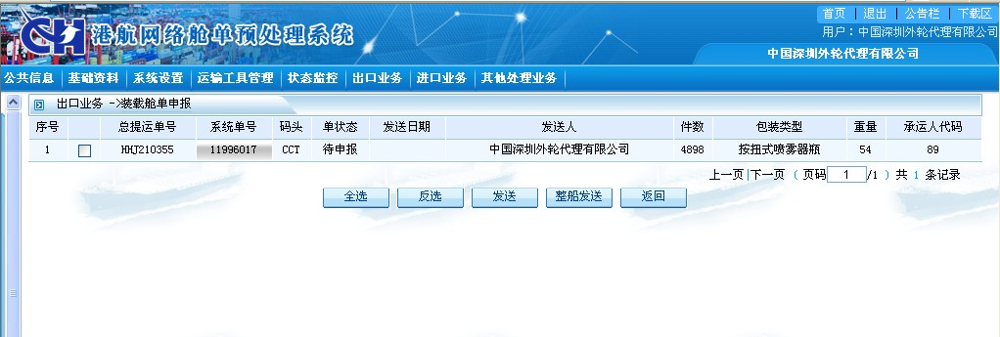 首页 | 退出 | 公告栏 | 下载区
CH 港航网络舱单预处理系统
用户：中国深圳外轮代理有限公司
中国深圳外轮代理有限公司
公共信息 基础资料 系统设置 运输工具管理 状态监控 出口业务 进口业务 其他处理业务
出口业务 ->装载舱单申报
序号 总提运单号 系统单号 码头 单状态 发送日期 发送人 件数 包装类型 重量 承运人代码
1 HHJ210355 11996017 CCT 待申报 中国深圳外轮代理有限公司 4898 按扭式喷雾器瓶 54 89
上一页|下一页 ( 页码 1 /1 ) 共 1 条记录
全选 反选 发送 整船发送 返回